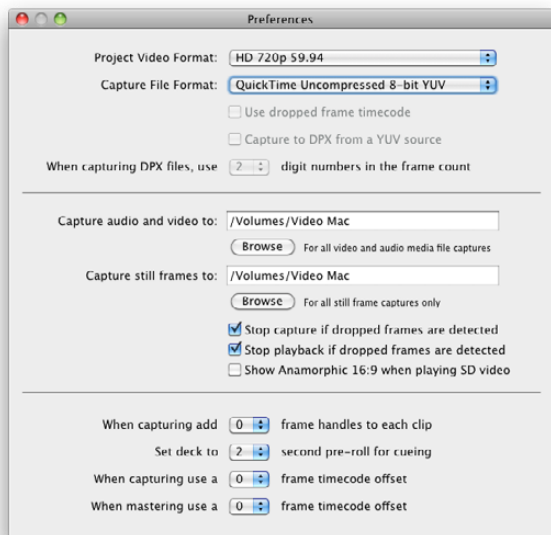 Preferences
Project Video Format: HD 720p 59.94
Capture File Format: QuickTime Uncompressed 8-bit YUV
Use dropped frame timecode
Capture to DPX from a YUV source
When capturing DPX files, use 2 digit numbers in the frame count
Capture audio and video to: /Volumes/Video Mac
Browse For all video and audio media file captures
Capture still frames to: /Volumes/Video Mac
Browse For all still frame captures only
Stop capture if dropped frames are detected
Stop playback if dropped frames are detected
Show Anamorphic 16:9 when playing SD video
When capturing add 0 frame handles to each clip
Set deck to 2 second pre-roll for cueing
When capturing use a 0 frame timecode offset
When mastering use a 0 frame timecode offset